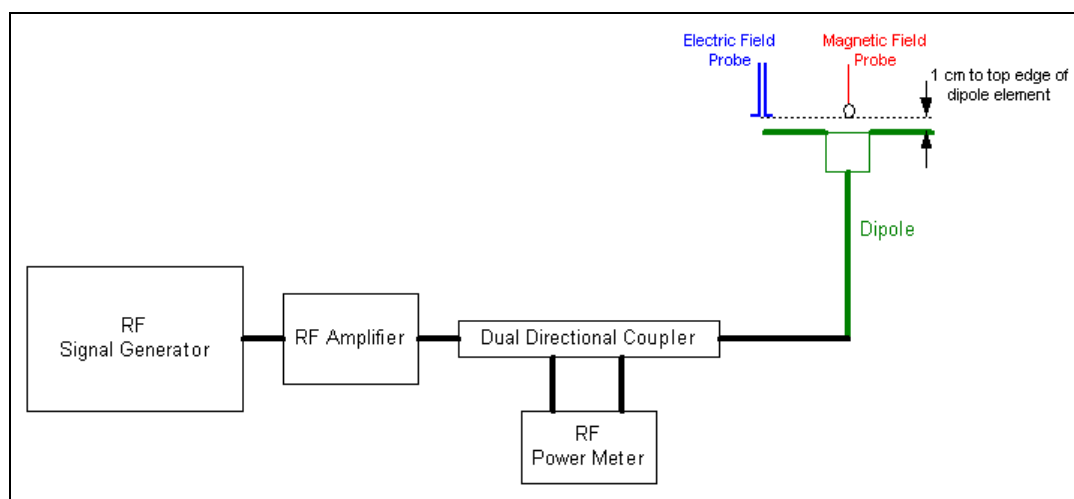 Electric Field
Probe
Magnetic Field
Probe
1 cm to top edge of
dipole element
Dipole
RF
Signal Generator
RF Amplifier
Dual Directional Coupler
RF
Power Meter